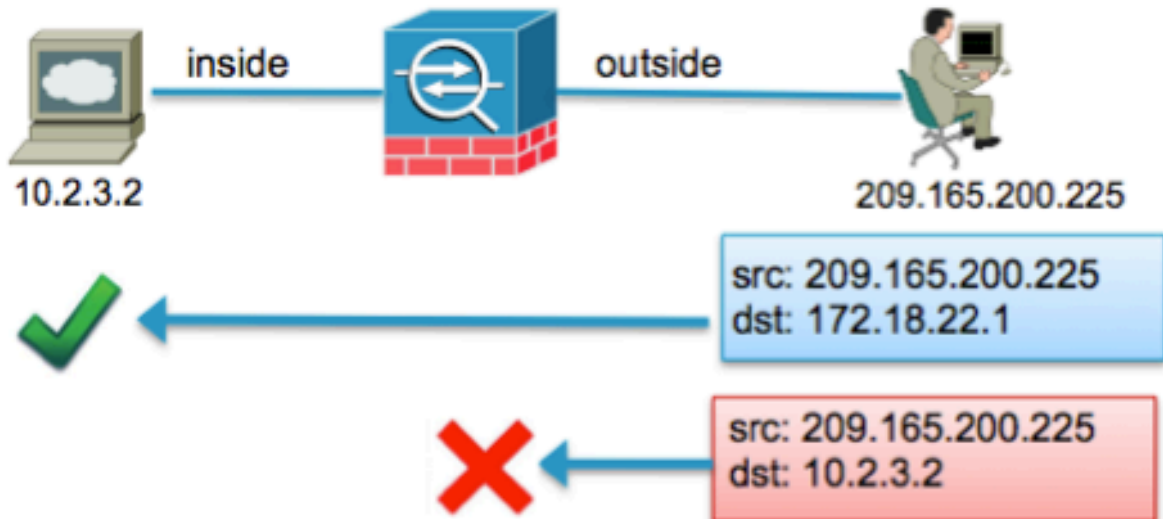 inside
outside
10.2.3.2
209.165.200.225
src: 209.165.200.225
dst: 172.18.22.1
src: 209.165.200.225
dst: 10.2.3.2